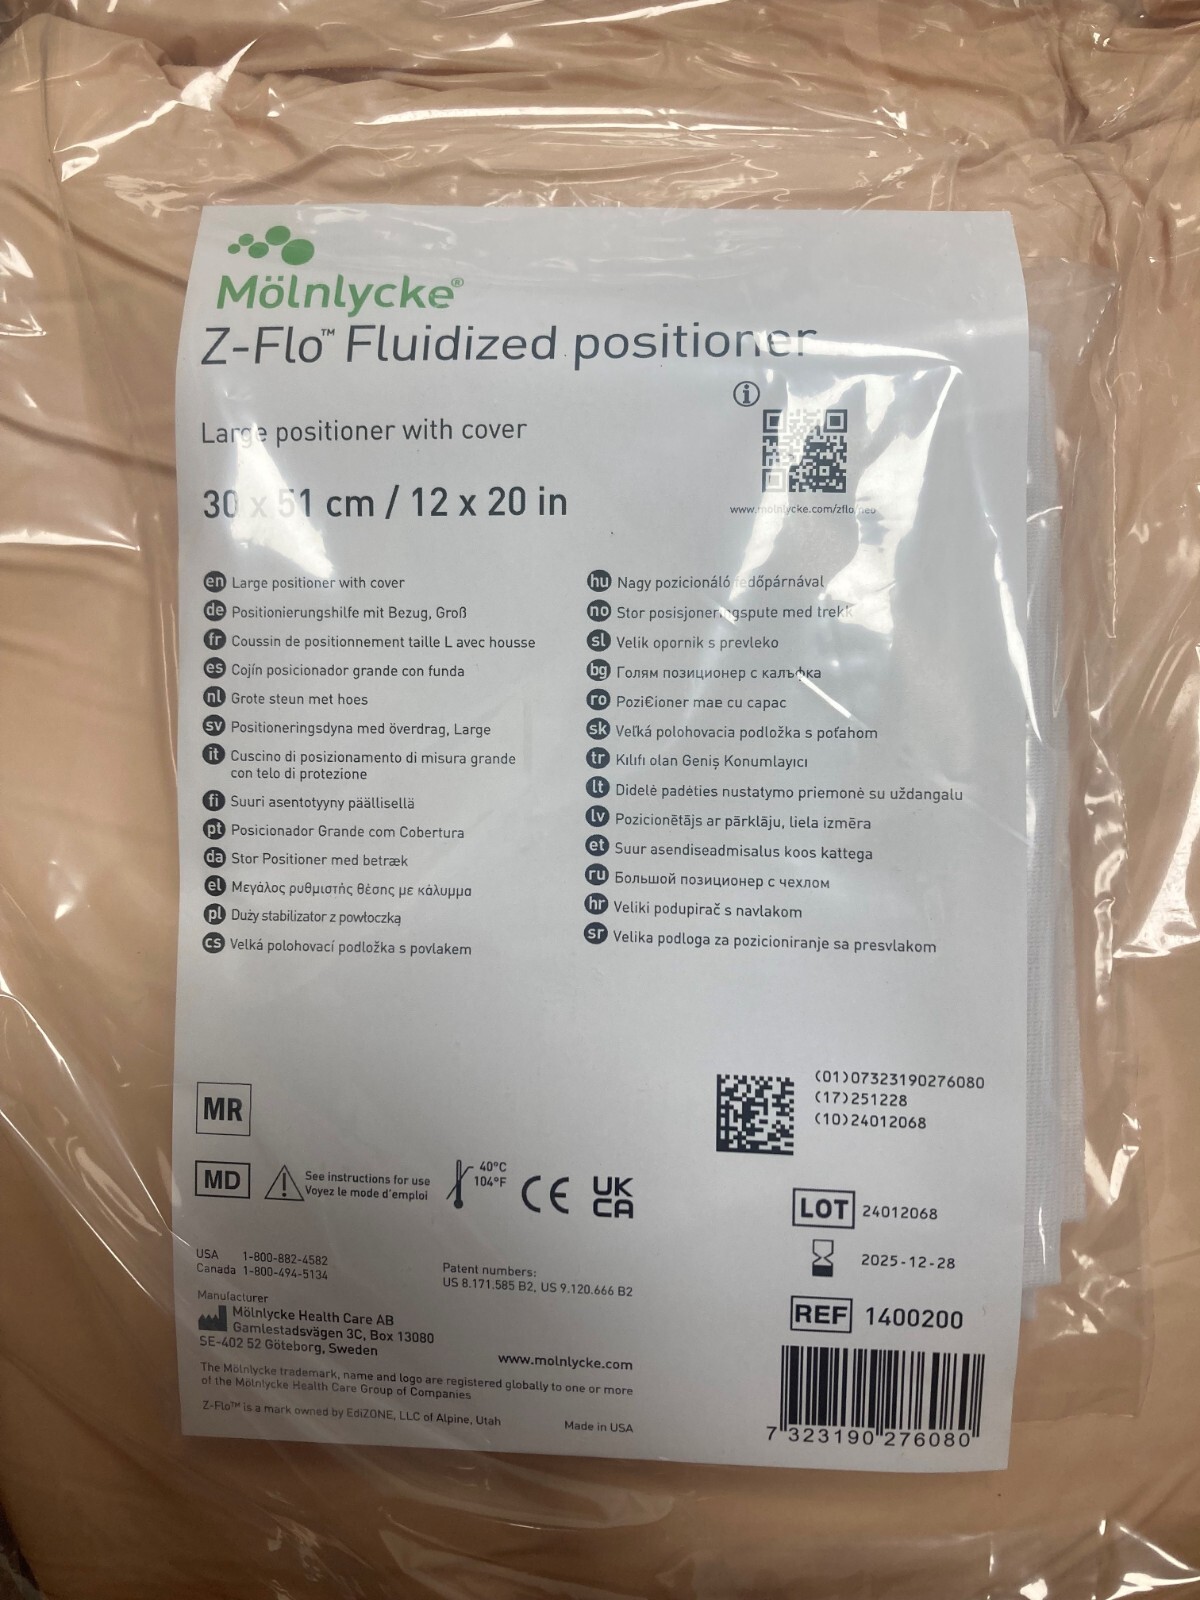 Mölnlycke®
Z-Flo™ Fluidized positioner
Large positioner with cover
30 x 51 cm / 12 x 20 in
www.molnlycke.com/zflo/neo
en Large positioner with cover
de Positionierungshilfe mit Bezug, Groß
fr Coussin de positionnement taille L avec housse
es Cojín posicionador grande con funda
nl Grote steun met hoes
sv Positioneringsdyna med överdrag, Large
it Cuscino di posizionamento di misura grande
con telo di protezione
fi Suuri asentotyyny päällisellä
pt Posicionador Grande com Cobertura
da Stor Positioner med betræk
el Μεγάλος ρυθμιστής θέσης με κάλυμμα
pl Duży stabilizator z powłoczką
cs Velká polohovací podložka s povlakem
hu Nagy pozicionáló fedőpárnával
no Stor posisjoneringspute med trekk
sl Velik opornik s prevleko
bg Голям позиционер с калъфка
ro Pozi€ioner maе cu capac
sk Veľká polohovacia podložka s poťahom
tr Kılıfı olan Geniş Konumlayıcı
lt Didelė padėties nustatymo priemonė su uždangalu
lv Pozicionētājs ar pārklāju, liela izmēra
et Suur asendiseadmisalus koos kattega
ru Большой позиционер с чехлом
hr Veliki podupirač s navlakom
sr Velika podloga za pozicioniranje sa presvlakom
(01)07323190276080
(17)251228
(10)24012068
MR
MD
See instructions for use
Voyez le mode d'emploi
40°C
104°F
CE
UK
CA
LOT 24012068
2025-12-28
REF 1400200
USA 1-800-882-4582
Canada 1-800-494-5134
Patent numbers:
US 8.171.585 B2, US 9.120.666 B2
Manufacturer
Mölnlycke Health Care AB
Gamlestadsvägen 3C, Box 13080
SE-402 52 Göteborg, Sweden
www.molnlycke.com
The Mölnlycke trademark, name and logo are registered globally to one or more
of the Mölnlycke Health Care Group of Companies
Z-Flo™ is a mark owned by EdiZONE, LLC of Alpine, Utah
Made in USA
7 323190 276080